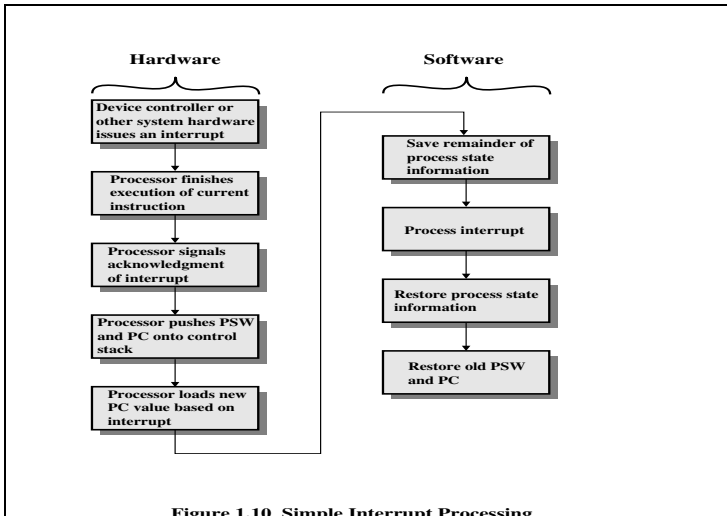 Hardware
Device controller or
other system hardware
issues an interrupt
Processor finishes
execution of current
instruction
Processor signals
acknowledgment
of interrupt
Processor pushes PSW
and PC onto control
stack
Processor loads new
PC value based on
interrupt
Software
Save remainder of
process state
information
Process interrupt
Restore process state
information
Restore old PSW
and PC
Figure 1.10 Simple Interrupt Processing